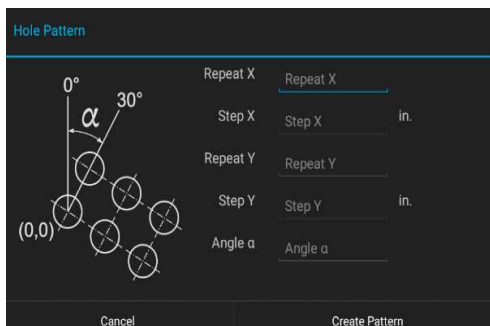 Hole Pattern
0°
30°
α
(0,0)
Repeat X Repeat X
Step X Step X in.
Repeat Y Repeat Y
Step Y Step Y in.
Angle α Angle α
Cancel Create Pattern